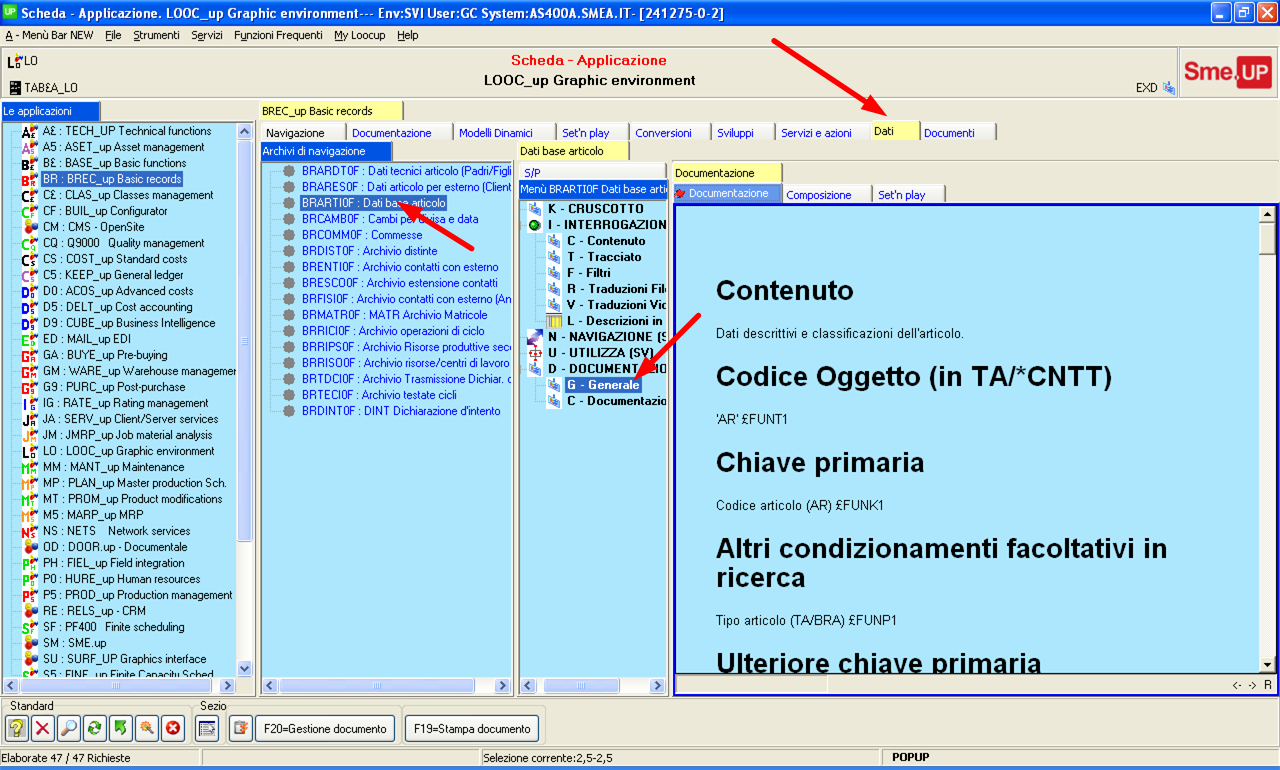 UP Scheda - Applicazione. LOOC_up Graphic environment--- Env:SVI User:GC System:AS400A.SMEA.IT- [241275-0-2]
A - Menù Bar NEW File Strumenti Servizi Funzioni Frequenti My Loocup Help
LO
TABEA_LO
Scheda - Applicazione
LOOC_up Graphic environment
EXD
Sme.UP
Le applicazioni
A£ : TECH_UP Technical functions
A5 : ASET_up Asset management
B£ : BASE_up Basic functions
BR : BREC_up Basic records
C£ : CLAS_up Classes management
CF : BUIL_up Configurator
CM : CMS - OpenSite
CQ : Q9000 Quality management
CS : COST_up Standard costs
C5 : KEEP_up General ledger
D0 : ACOS_up Advanced costs
D5 : DELT_up Cost accounting
D9 : CUBE_up Business Intelligence
ED : MAIL_up EDI
GA : BUYE_up Pre-buying
GM : WARE_up Warehouse managemer
G9 : PURC_up Post-purchase
IG : RATE_up Rating management
JA : SERV_up Client/Server services
JM : JMRP_up Job material analysis
LO : LOOC_up Graphic environment
MM : MANT_up Maintenance
MP : PLAN_up Master production Sch.
MT : PROM_up Product modifications
M5 : MARP_up MRP
NS : NETS Network services
OD : DOOR.up - Documentale
PH : FIEL_up Field integration
P0 : HURE_up Human resources
P5 : PROD_up Production management
RE : RELS_up - CRM
SF : PF400 Finite scheduling
SM : SME.up
SU : SURF_UP Graphics interface
S5 : FINE_up Finite Capacity Sched
BREC_up Basic records
Navigazione Documentazione Modelli Dinamici Set'n play Conversioni Sviluppi Servizi e azioni Dati Documenti
Archivi di navigazione
BRARDT0F : Dati tecnici articolo (Padri/Figli
BRARES0F : Dati articolo per esterno (Client
BRARTI0F : Dati base articolo
BRCAMB0F : Cambi per divisa e data
BRCOMM0F : Commesse
BRDIST0F : Archivio distinte
BRENTI0F : Archivio contatti con esterno
BRESCO0F : Archivio estensione contatti
BRFISI0F : Archivio contatti con esterno (An
BRMATR0F : MATR Archivio Matricole
BRRICI0F : Archivio operazioni di ciclo
BRRIPS0F : Archivio Risorse produttive sec
BRRISO0F : Archivio risorse/centri di lavoro
BRTDCI0F : Archivio Trasmissione Dichiar. d
BRTECI0F : Archivio testate cicli
BRDINT0F : DINT Dichiarazione d'intento
Dati base articolo
S/P
Menù BRARTI0F Dati base artic
K - CRUSCOTTO
I - INTERROGAZION
C - Contenuto
T - Tracciato
F - Filtri
R - Traduzioni File
V - Traduzioni Vid
L - Descrizioni in
N - NAVIGAZIONE (S
U - UTILIZZA (SV)
D - DOCUMENTAZIO
G - Generale
C - Documentazio
Documentazione
Documentazione Composizione Set'n play
Contenuto
Dati descrittivi e classificazioni dell'articolo.
Codice Oggetto (in TA/*CNTT)
'AR' £FUNT1
Chiave primaria
Codice articolo (AR) £FUNK1
Altri condizionamenti facoltativi in
ricerca
Tipo articolo (TA/BRA) £FUNP1
Ulteriore chiave primaria
<- -> R
Standard Sezio
F20=Gestione documento F19=Stampa documento
Elaborate 47 / 47 Richieste Selezione corrente:2,5-2,5 POPUP